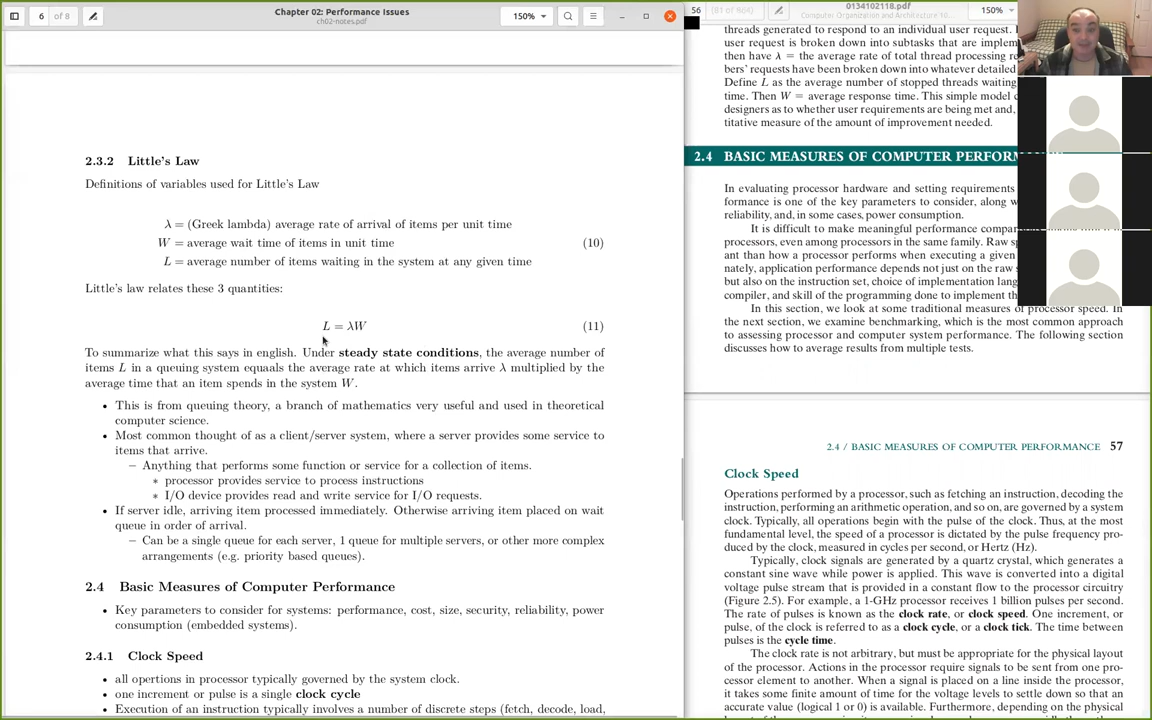 6 of 8
Chapter 02: Performance Issues
ch02-notes.pdf
150%
2.3.2 Little's Law
Definitions of variables used for Little's Law
λ = (Greek lambda) average rate of arrival of items per unit time
W = average wait time of items in unit time (10)
L = average number of items waiting in the system at any given time
Little's law relates these 3 quantities:
L = λW (11)
To summarize what this says in english. Under steady state conditions, the average number of
items L in a queuing system equaals the average rate at which items arrive λ multiplied by the
average time that an item spends in the system W.
• This is from queuing theory, a branch of mathematics very useful and used in theoretical
computer science.
• Most common thought of as a client/server system, where a server provides some service to
items that arrive.
– Anything that performs some function or service for a collection of items.
* processor provides service to process instructions
* I/O device provides read and write service for I/O requests.
• If server idle, arriving item processed immediately. Otherwise arriving item placed on wait
queue in order of arrival.
– Can be a single queue for each server, 1 queue for multiple servers, or other more complex
arrangements (e.g. priority based queues).
2.4 Basic Measures of Computer Performance
• Key parameters to consider for systems: performance, cost, size, security, reliability, power
consumption (embedded systems).
2.4.1 Clock Speed
• all opertions in processor typically governed by the system clock.
• one increment or pulse is a single clock cycle
• Execution of an instruction typically involves a number of discrete steps (fetch, decode, load,
56 (81 of 864)
0134102118.pdf
Computer Organization and Architecture 10...
150%
threads generated to respond to an individual user request.
user request is broken down into subtasks that are implem
then have λ = the average rate of total thread processing re
bers' requests have been broken down into whatever detailed
Define L as the average number of stopped threads waiting
time. Then W = average response time. This simple model c
designers as to whether user requirements are being met and,
titative measure of the amount of improvement needed.
2.4 BASIC MEASURES OF COMPUTER PERFORM
In evaluating processor hardware and setting requirements
formance is one of the key parameters to consider, along w
reliability, and, in some cases, power consumption.
It is difficult to make meaningful performance compa
processors, even among processors in the same family. Raw sp
ant than how a processor performs when executing a given
nately, application performance depends not just on the raw s
but also on the instruction set, choice of implementation lang
compiler, and skill of the programming done to implement th
In this section, we look at some traditional measures of processor speed. In
the next section, we examine benchmarking, which is the most common approach
to assessing processor and computer system performance. The following section
discusses how to average results from multiple tests.
2.4 / BASIC MEASURES OF COMPUTER PERFORMANCE 57
Clock Speed
Operations performed by a processor, such as fetching an instruction, decoding the
instruction, performing an arithmetic operation, and so on, are governed by a system
clock. Typically, all operations begin with the pulse of the clock. Thus, at the most
fundamental level, the speed of a processor is dictated by the pulse frequency pro-
duced by the clock, measured in cycles per second, or Hertz (Hz).
Typically, clock signals are generated by a quartz crystal, which generates a
constant sine wave while power is applied. This wave is converted into a digital
voltage pulse stream that is provided in a constant flow to the processor circuitry
(Figure 2.5). For example, a 1-GHz processor receives 1 billion pulses per second.
The rate of pulses is known as the clock rate, or clock speed. One increment, or
pulse, of the clock is referred to as a clock cycle, or a clock tick. The time between
pulses is the cycle time.
The clock rate is not arbitrary, but must be appropriate for the physical layout
of the processor. Actions in the processor require signals to be sent from one pro-
cessor element to another. When a signal is placed on a line inside the processor,
it takes some finite amount of time for the voltage levels to settle down so that an
accurate value (logical 1 or 0) is available. Furthermore, depending on the physical